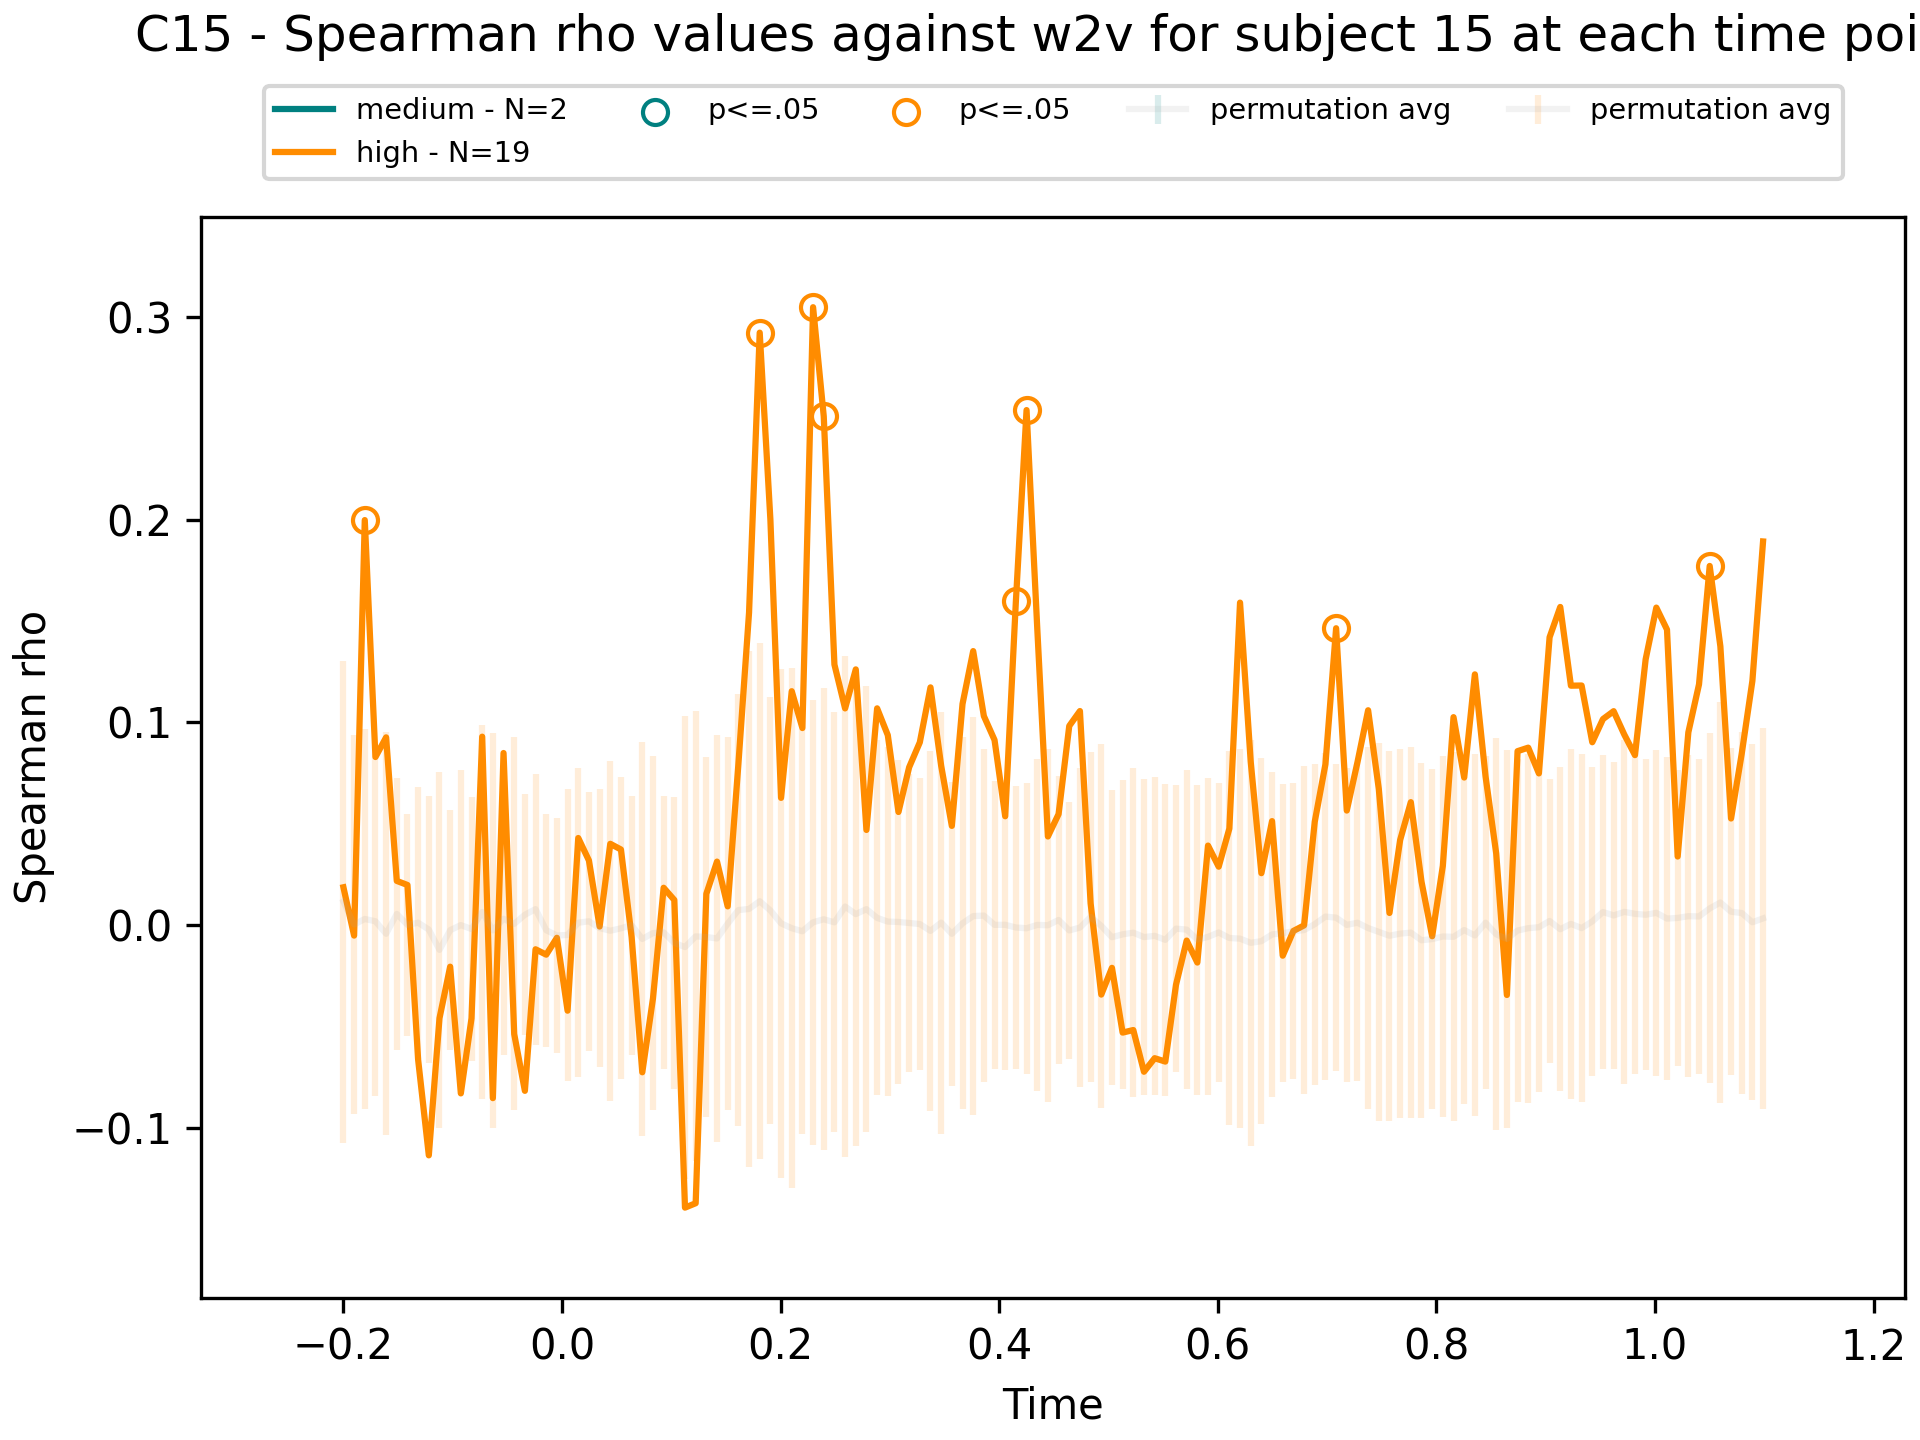 C15 - Spearman rho values against w2v for subject 15 at each time poi
medium - N=2
high - N=19
p<=.05
p<=.05
permutation avg
permutation avg
Spearman rho
0.3
0.2
0.1
0.0
−0.1
−0.2
0.0
0.2
0.4
0.6
0.8
1.0
1.2
Time